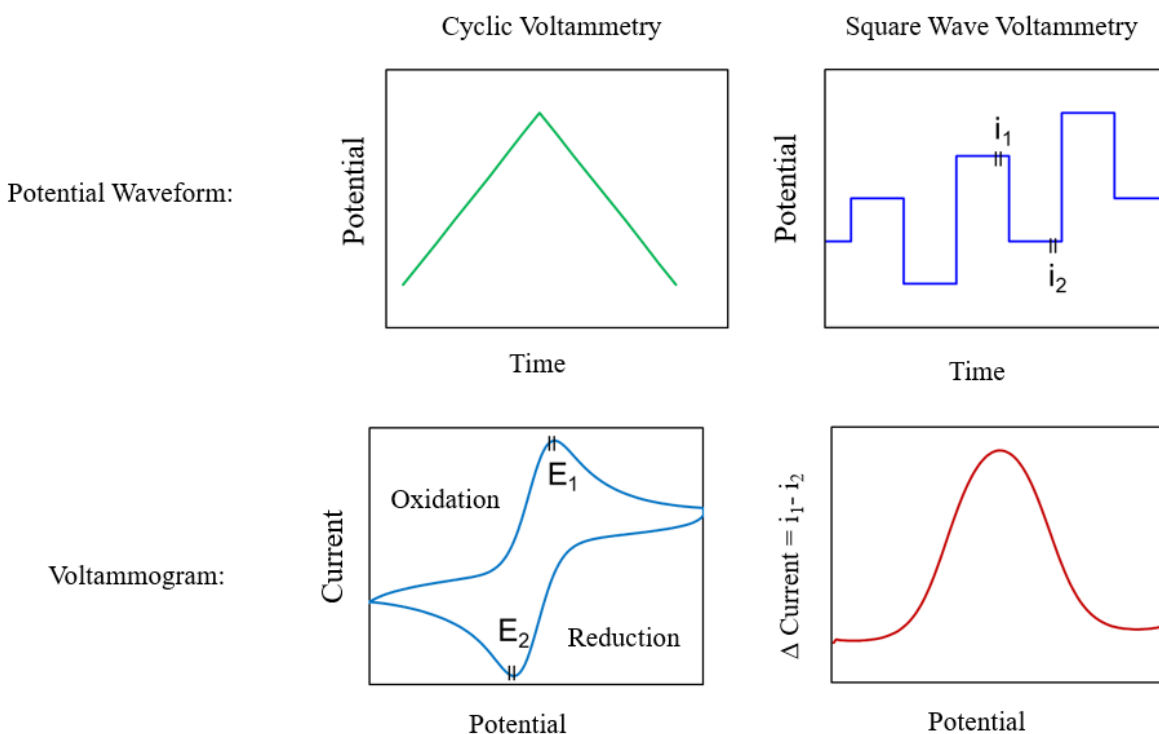 Cyclic Voltammetry
Square Wave Voltammetry
Potential Waveform:
Potential
Time
Potential
i₁
i₂
Time
Voltammogram:
Current
Oxidation
E₁
E₂
Reduction
Potential
Δ Current = i₁- i₂
Potential